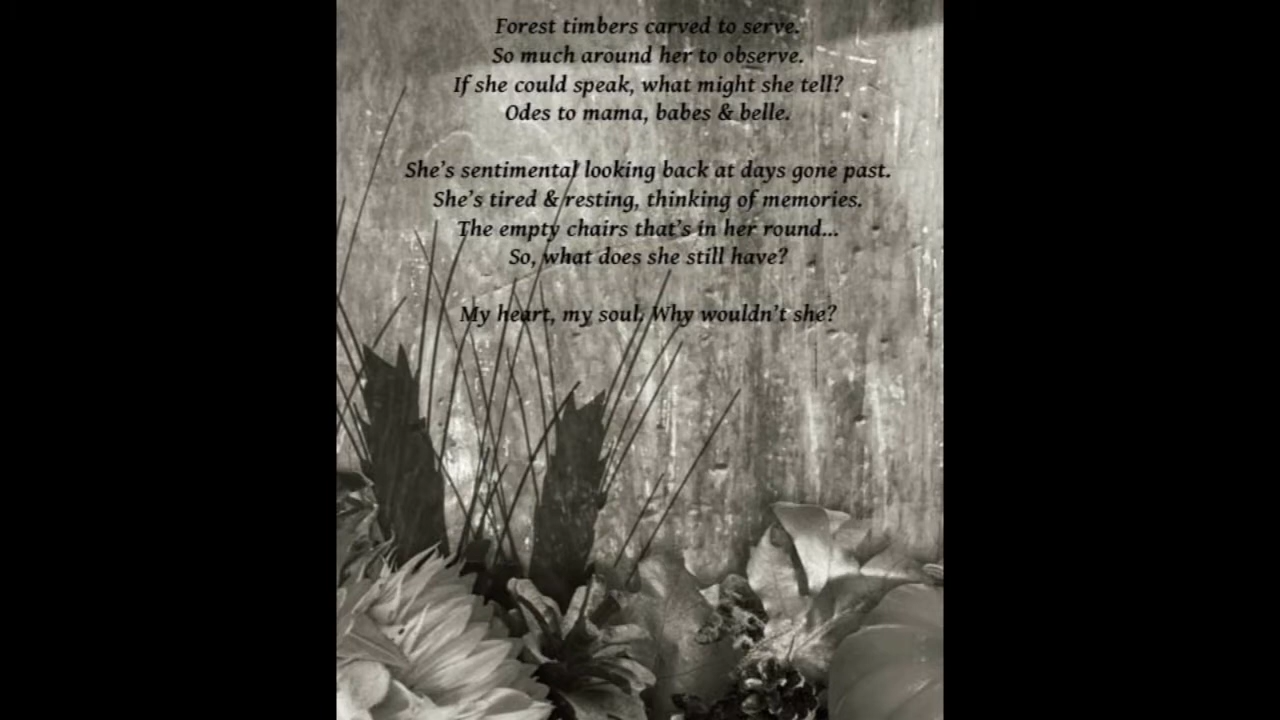 Forest timbers carved to serve.
So much around her to observe.
If she could speak, what might she tell?
Odes to mama, babes & belle.
She's sentimental looking back at days gone past.
She's tired & resting, thinking of memories.
The empty chairs that's in her round...
So, what does she still have?
My heart, my soul. Why wouldn't she?